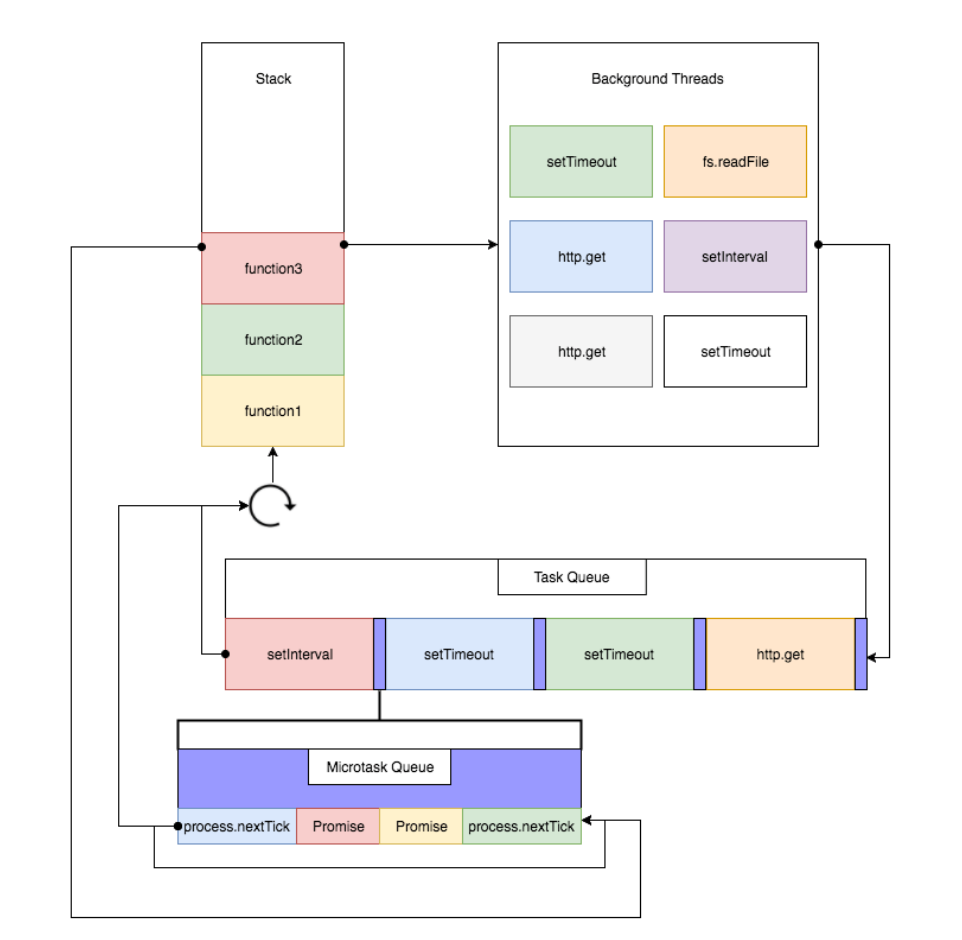 Stack
Background Threads
setTimeout
fs.readFile
http.get
setInterval
http.get
setTimeout
function3
function2
function1
Task Queue
setInterval
setTimeout
setTimeout
http.get
Microtask Queue
process.nextTick
Promise
Promise
process.nextTick